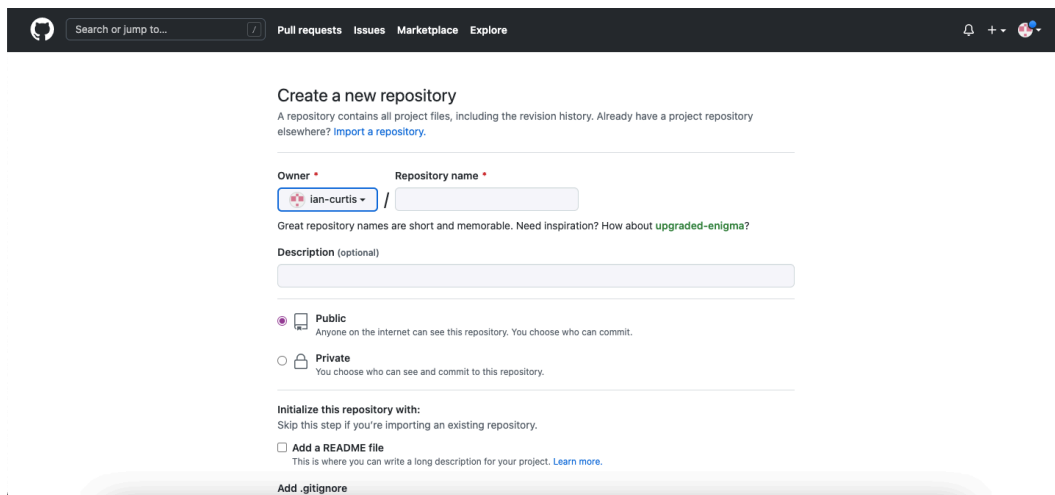 Search or jump to... /
Pull requests Issues Marketplace Explore
Create a new repository
A repository contains all project files, including the revision history. Already have a project repository
elsewhere? Import a repository.
Owner * Repository name *
ian-curtis /
Great repository names are short and memorable. Need inspiration? How about upgraded-enigma?
Description (optional)
Public
Anyone on the internet can see this repository. You choose who can commit.
Private
You choose who can see and commit to this repository.
Initialize this repository with:
Skip this step if you're importing an existing repository.
Add a README file
This is where you can write a long description for your project. Learn more.
Add .gitignore